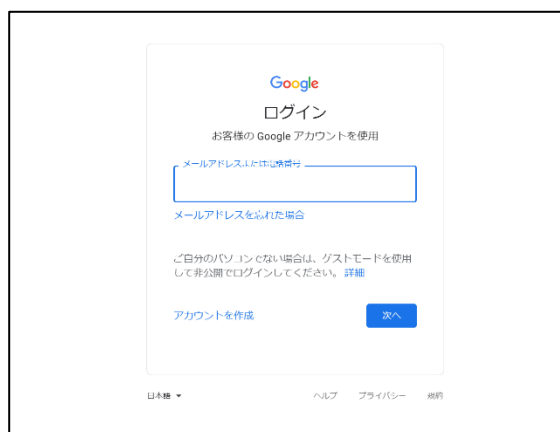 Google
ログイン
お客様の Google アカウントを使用
メールアドレスまたは電話番号
メールアドレスを忘れた場合
ご自分のパソコンでない場合は、ゲストモードを使用
して非公開でログインしてください。 詳細
アカウントを作成
次へ
日本語
ヘルプ プライバシー 規約